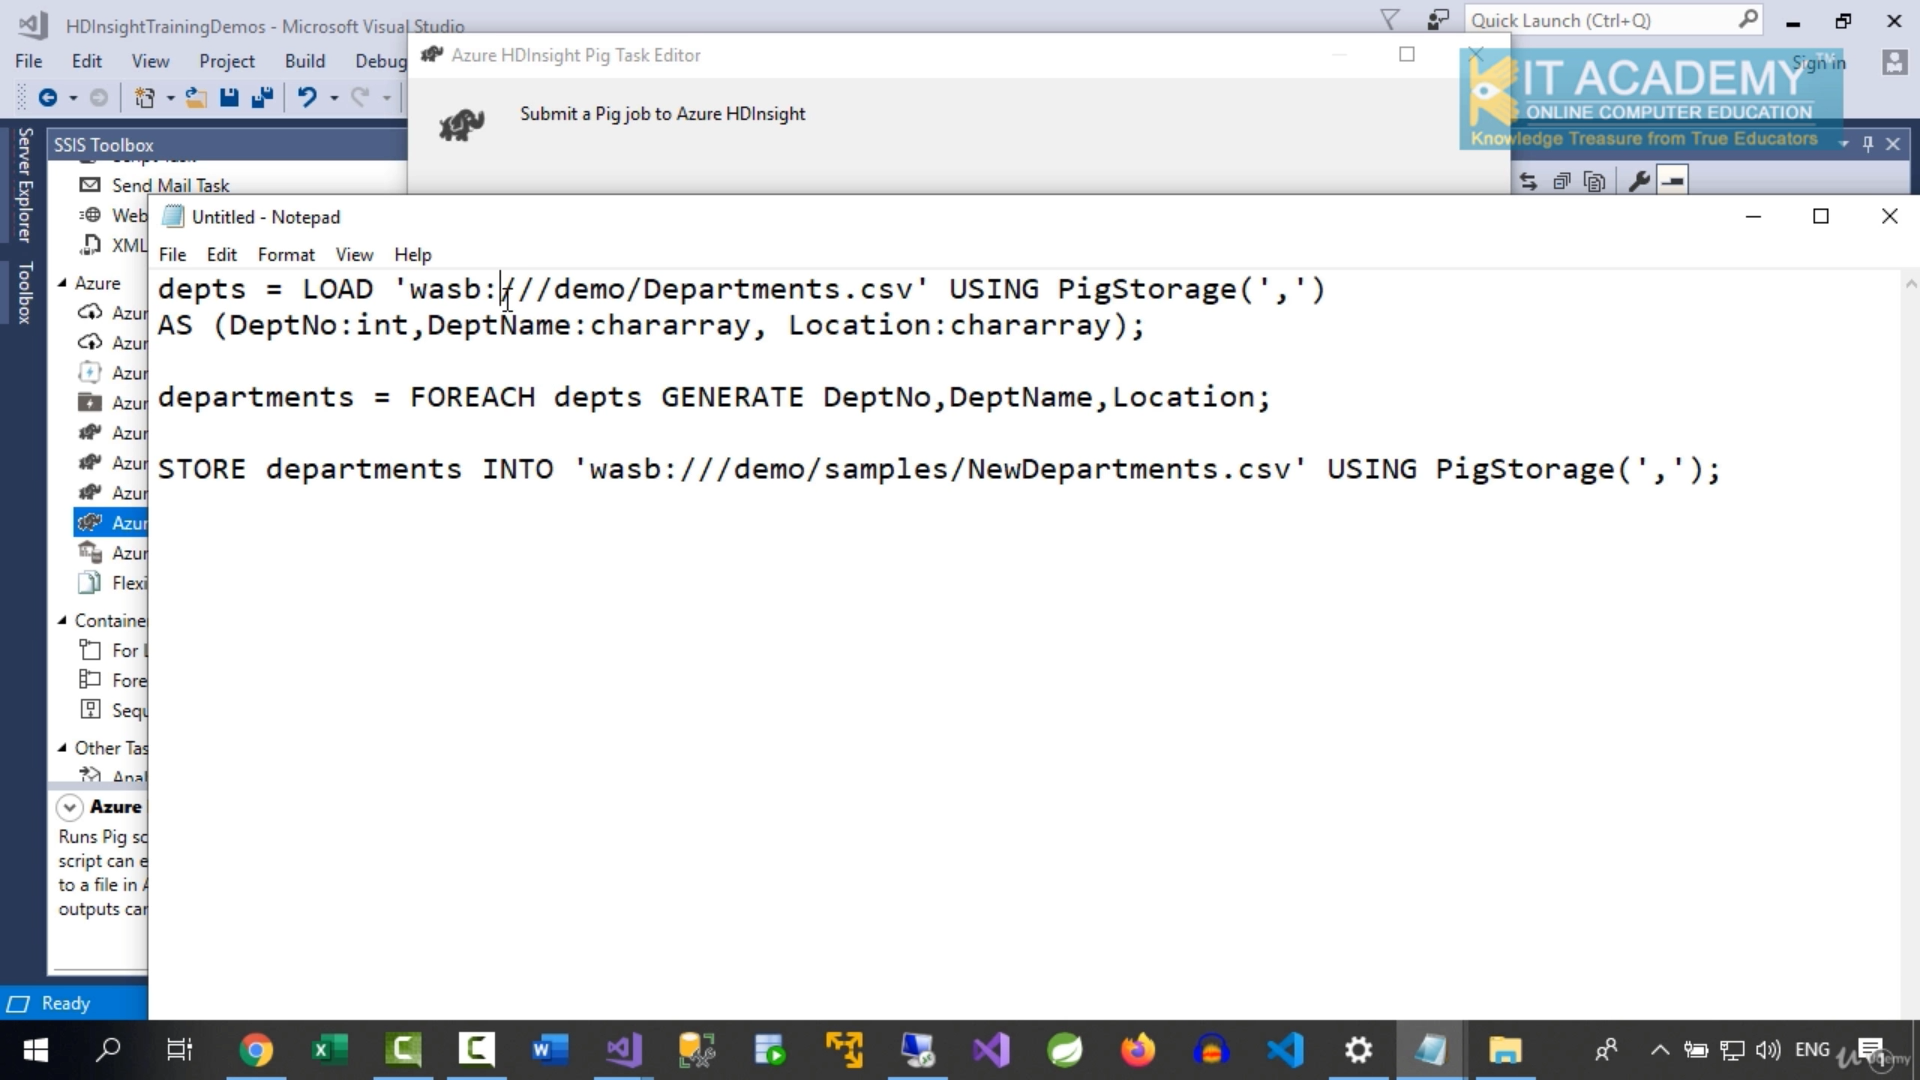 HDInsightTrainingDemos - Microsoft Visual Studio
Quick Launch (Ctrl+Q)
File Edit View Project Build Debug
Sign in
Azure HDInsight Pig Task Editor
Submit a Pig job to Azure HDInsight
KIT ACADEMY TM
ONLINE COMPUTER EDUCATION
Knowledge Treasure from True Educators
Server Explorer
Toolbox
SSIS Toolbox
Script Task
Send Mail Task
Web
XML
Azure
Azur
Azur
Azur
Azur
Azur
Azur
Azur
Azur
Azur
Flexi
Containe
For L
Fore
Sequ
Other Tas
Anal
Azure
Runs Pig sc
script can e
to a file in A
outputs car
Ready
Untitled - Notepad
File Edit Format View Help
depts = LOAD 'wasb:///demo/Departments.csv' USING PigStorage(',')
AS (DeptNo:int,DeptName:chararray, Location:chararray);
departments = FOREACH depts GENERATE DeptNo,DeptName,Location;
STORE departments INTO 'wasb:///demo/samples/NewDepartments.csv' USING PigStorage(',');
ENG
udemy